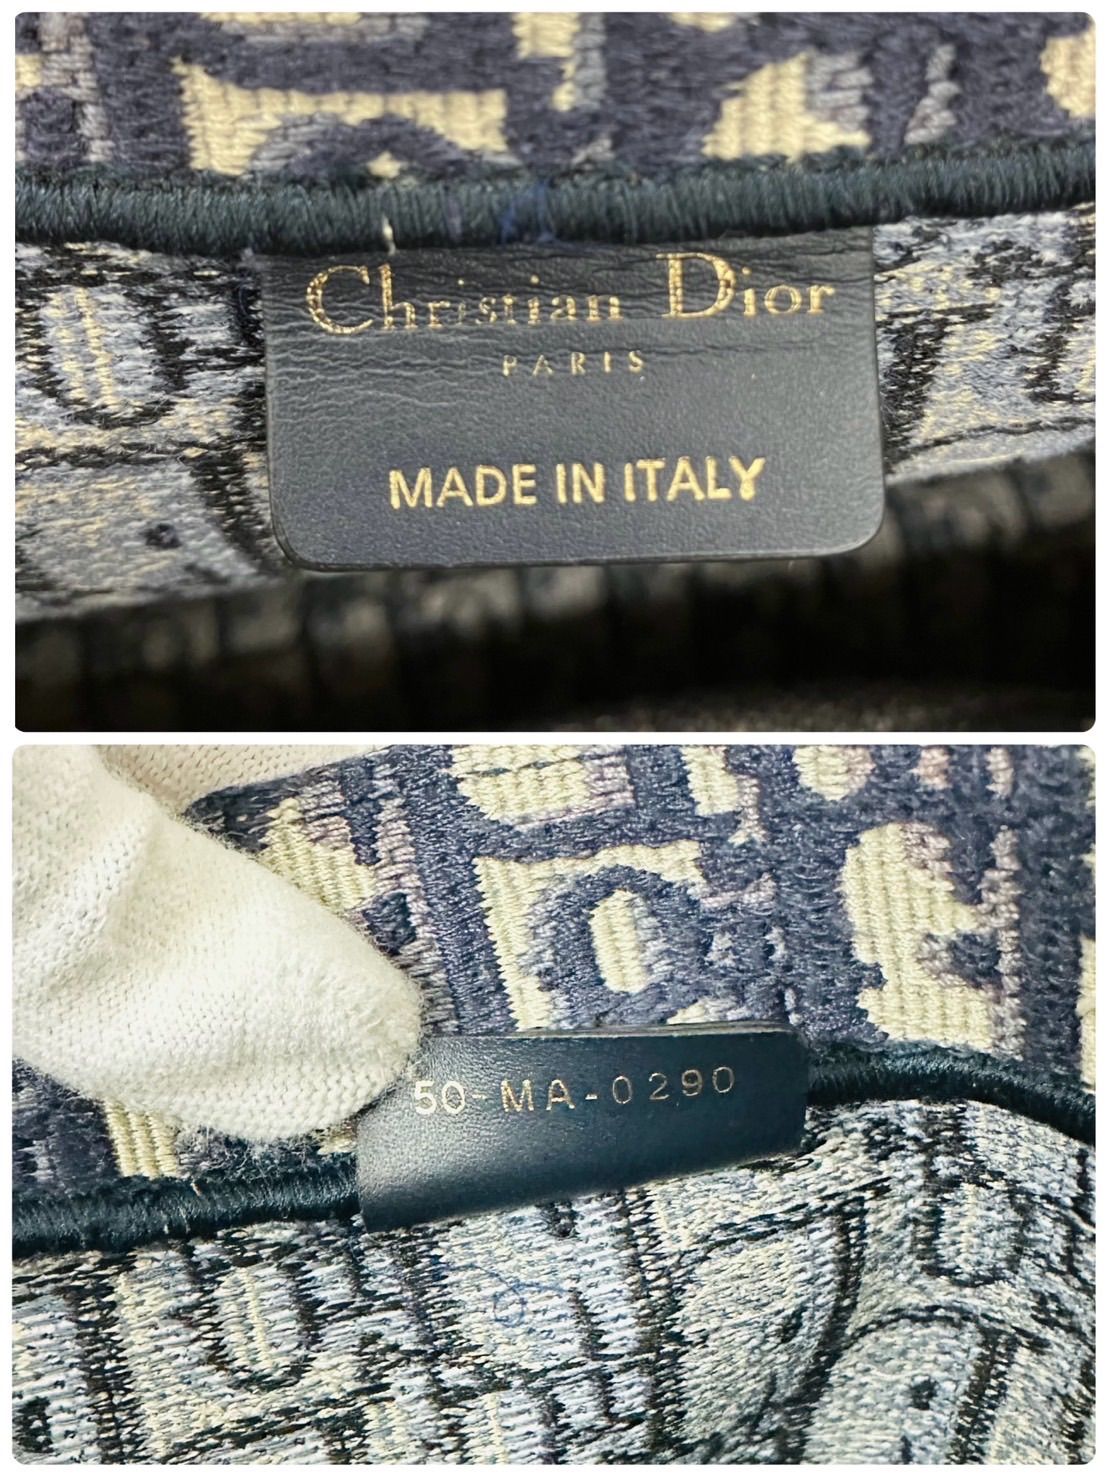 Christian Dior
PARIS
MADE IN ITALY
50-MA-0290